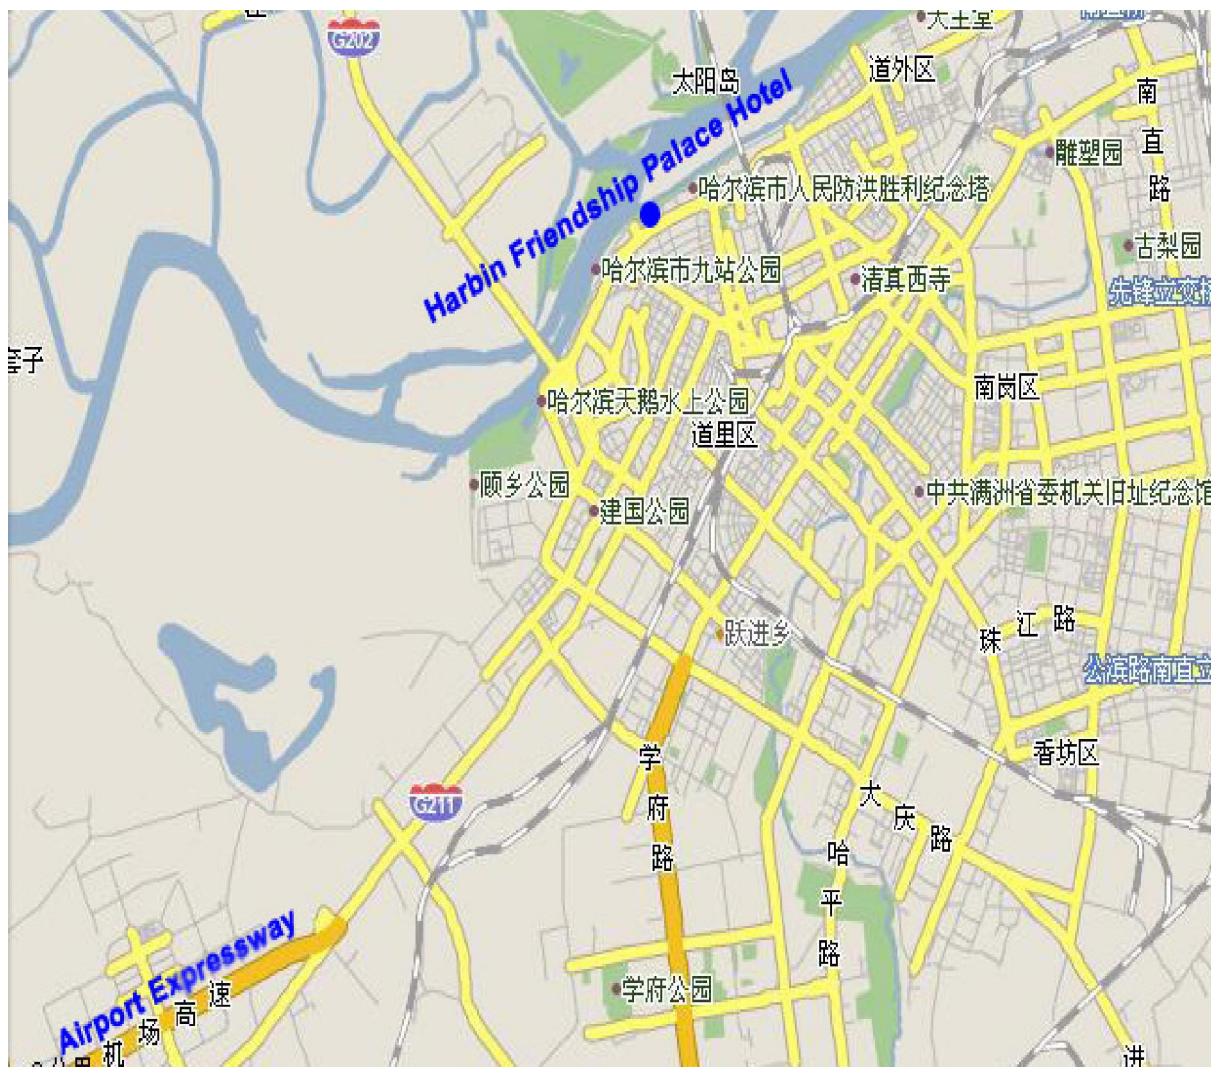 G202
大王堂
道外区
太阳岛
南直路
雕塑园
Harbin Friendship Palace Hotel
哈尔滨市人民防洪胜利纪念塔
古梨园
哈尔滨市九站公园
清真西寺
先锋立交桥
南岗区
哈尔滨天鹅水上公园
道里区
顾乡公园
中共满洲省委机关旧址纪念馆
建国公园
跃进乡
珠江路
公滨路南直立
香坊区
学府路
G211
大庆路
哈平路
Airport Expressway
机场高速
学府公园
进